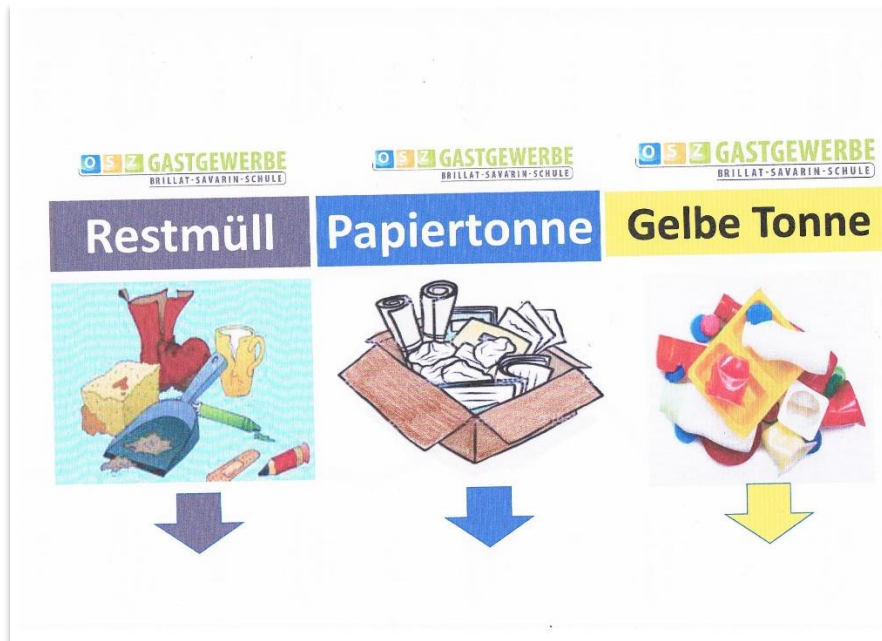 OSZ GASTGEWERBE
BRILLAT-SAVARIN-SCHULE
Restmüll
OSZ GASTGEWERBE
BRILLAT-SAVARIN-SCHULE
Papiertonne
OSZ GASTGEWERBE
BRILLAT-SAVARIN-SCHULE
Gelbe Tonne